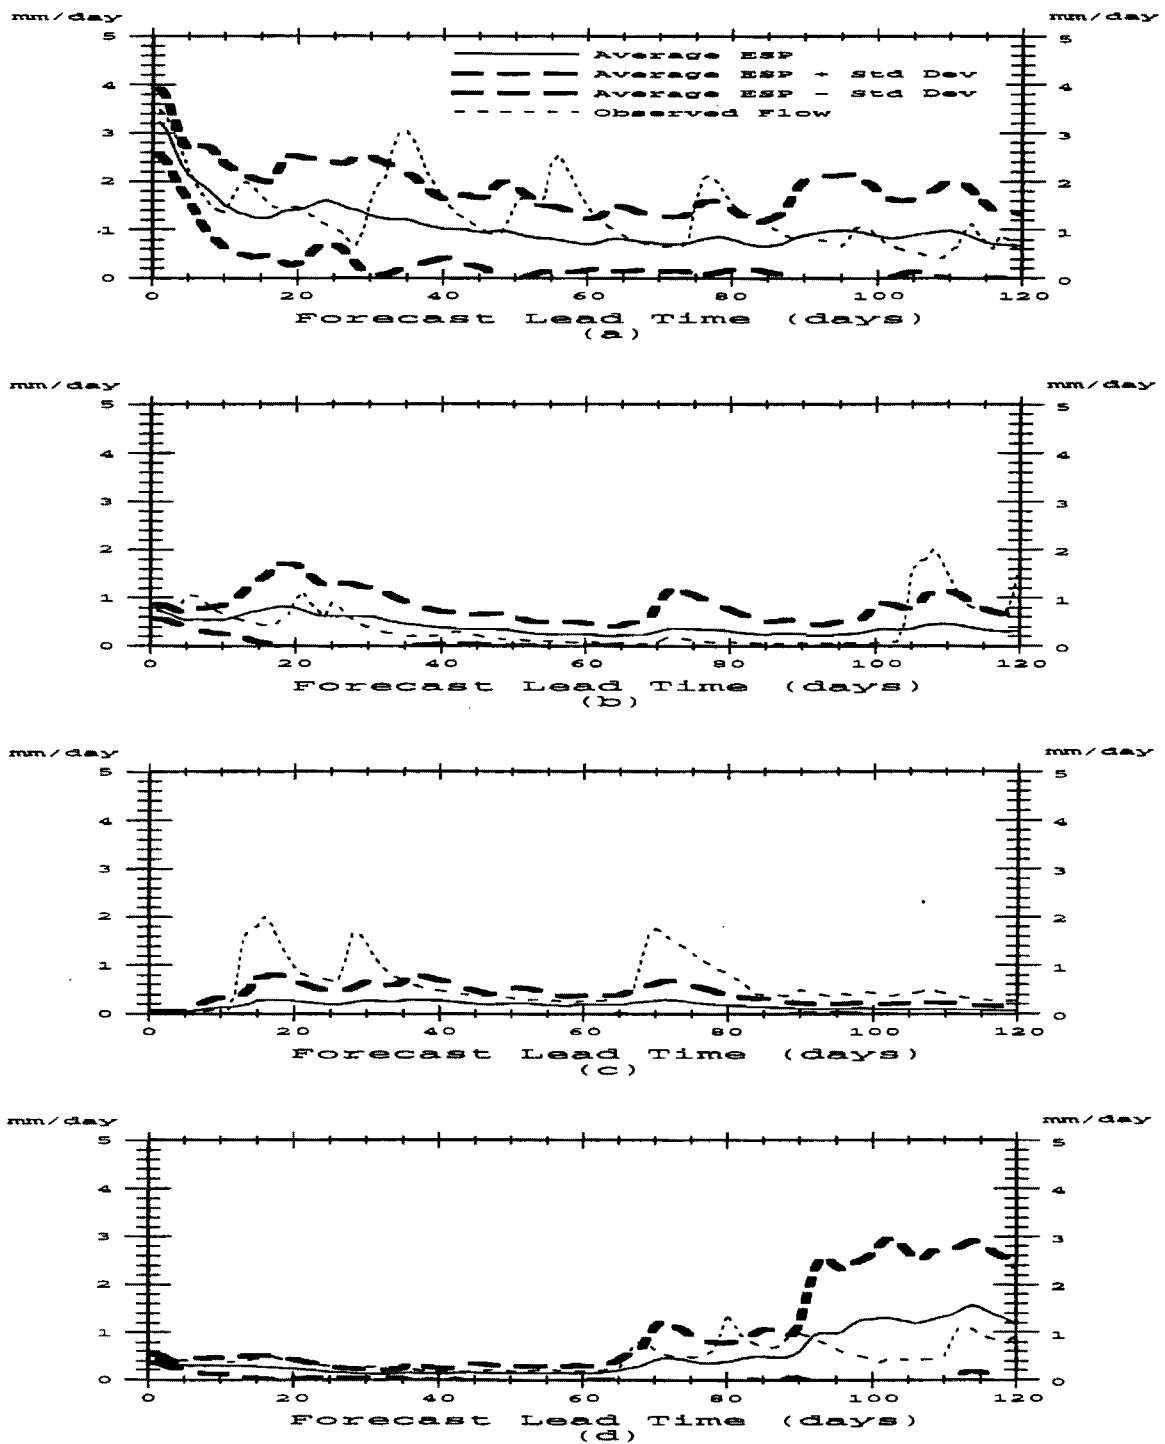 mm/day mm/day
5 5
Average ESP
4 Average ESP + Std Dev 4
Average ESP - Std Dev
Observed Flow
3 3
2 2
1 1
0 0
0 20 40 60 80 100 120
Forecast Lead Time (days)
(a)
mm/day mm/day
5 5
4 4
3 3
2 2
1 1
0 0
0 20 40 60 80 100 120
Forecast Lead Time (days)
(b)
mm/day mm/day
5 5
4 4
3 3
2 2
1 1
0 0
0 20 40 60 80 100 120
Forecast Lead Time (days)
(c)
mm/day mm/day
5 5
4 4
3 3
2 2
1 1
0 0
0 20 40 60 80 100 120
Forecast Lead Time (days)
(d)